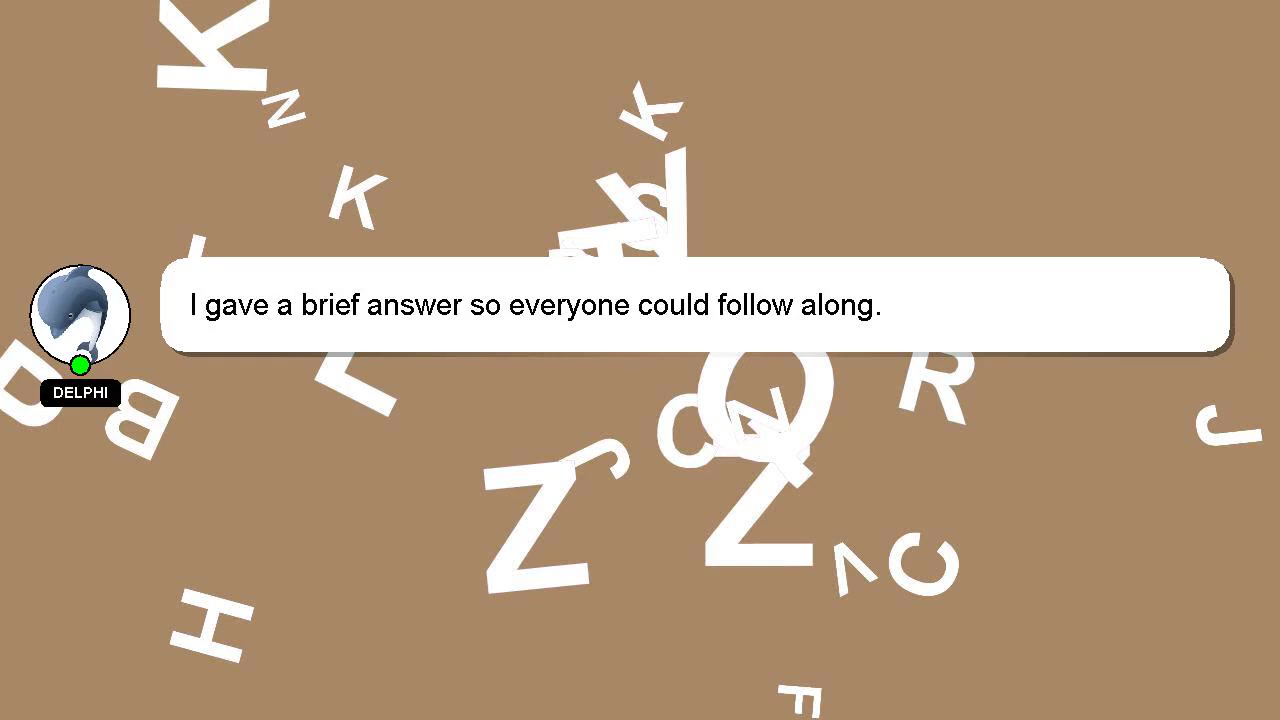 K
N
K
K
S
I gave a brief answer so everyone could follow along.
DELPHI
B
L
Q
R
C
N
J
J
Z
Z
V
C
H
F